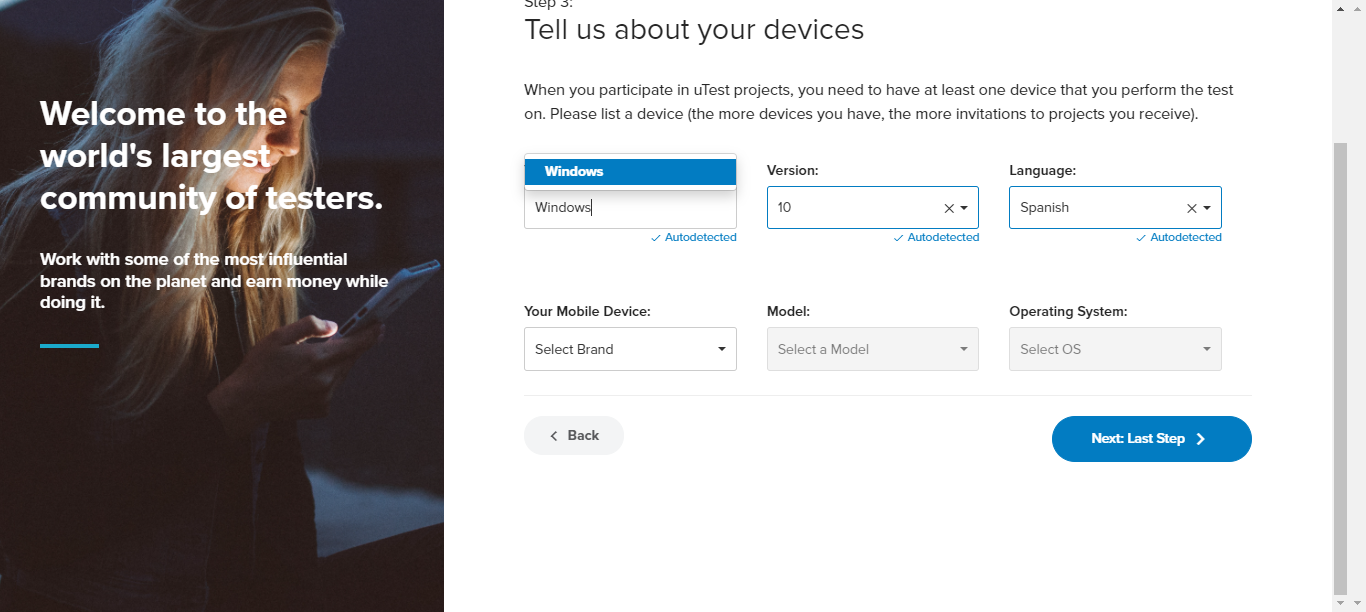 Step 3:
Tell us about your devices
Welcome to the
world's largest
community of testers.
Work with some of the most influential
brands on the planet and earn money while
doing it.
When you participate in uTest projects, you need to have at least one device that you perform the test
on. Please list a device (the more devices you have, the more invitations to projects you receive).
Windows
Version:
Language:
Windows
10
Spanish
Autodetected
Autodetected
Autodetected
Your Mobile Device:
Model:
Operating System:
Select Brand
Select a Model
Select OS
Back
Next: Last Step